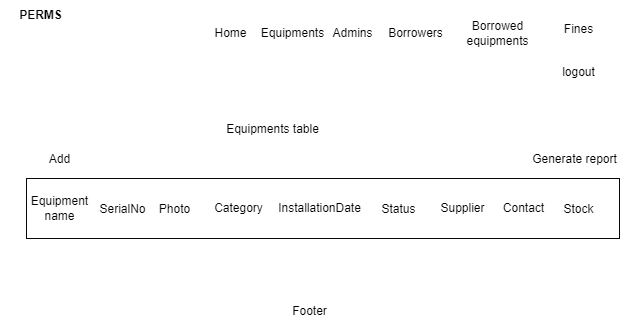 PERMS
Home Equipments Admins Borrowers Borrowed equipments Fines
logout
Equipments table
Add Generate report
Equipment name SerialNo Photo Category InstallationDate Status Supplier Contact Stock
Footer